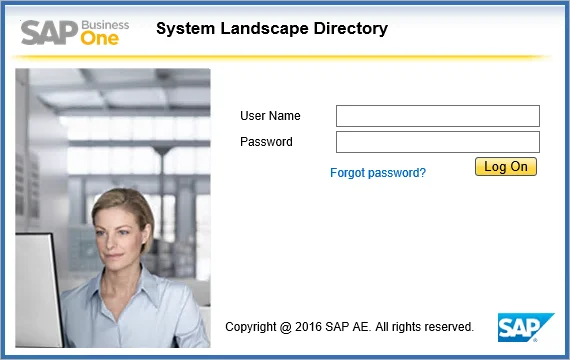 SAP Business One
System Landscape Directory
User Name
Password
Forgot password?
Log On
Copyright @ 2016 SAP AE. All rights reserved.
SAP